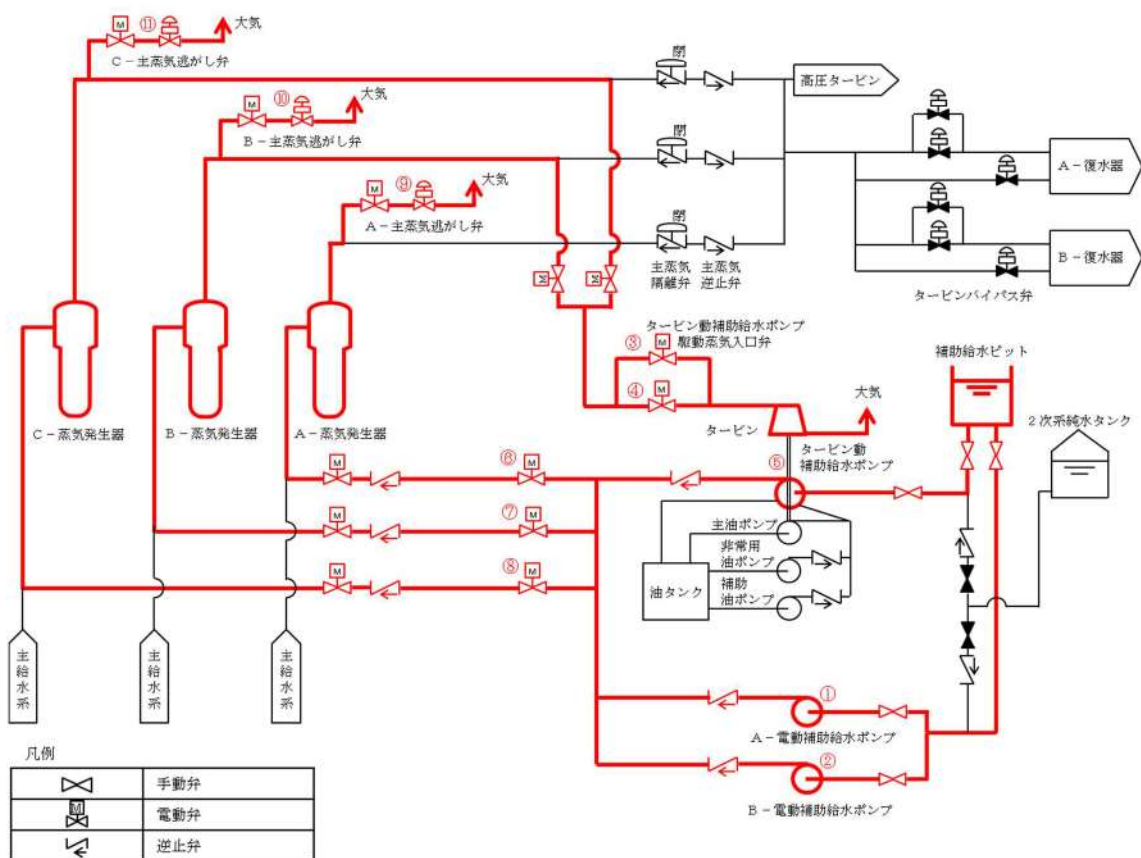 ⑪
大気
M
C-主蒸気逃がし弁
閉
高圧タービン
⑩
大気
M
B-主蒸気逃がし弁
閉
A-復水器
⑨
大気
M
A-主蒸気逃がし弁
閉
主蒸気
隔離弁
主蒸気
逆止弁
B-復水器
タービンバイパス弁
M
M
タービン動補助給水ポンプ
駆動蒸気入口弁
③
M
④
M
補助給水ピット
大気
2次系純水タンク
タービン
C-蒸気発生器
B-蒸気発生器
A-蒸気発生器
⑤
タービン動
補助給水ポンプ
M
⑥
M
M
⑦
M
M
⑧
M
主油ポンプ
非常用
油ポンプ
補助
油ポンプ
油タンク
主給水系
主給水系
主給水系
①
A-電動補助給水ポンプ
②
B-電動補助給水ポンプ
凡例
手動弁
M
電動弁
逆止弁